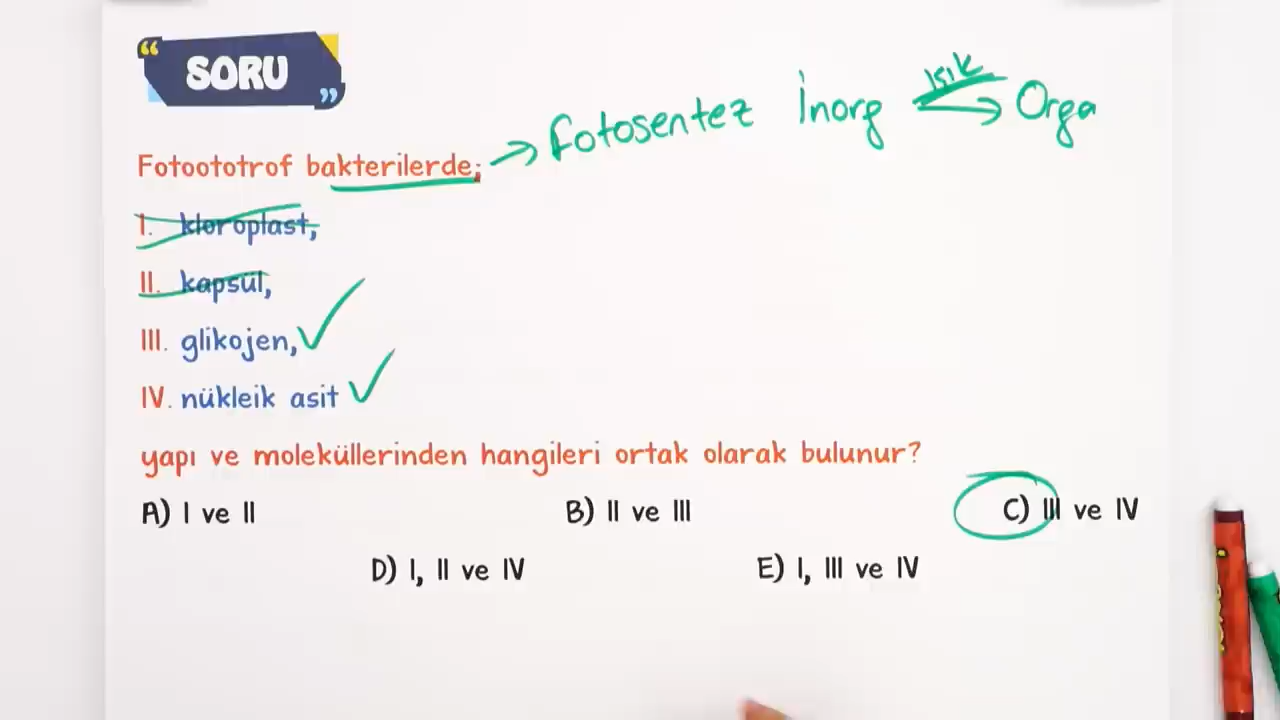 “ SORU ”
Fotosentez İnorg ışık Orga
Fotoototrof bakterilerde;
I. kloroplast,
II. kapsül,
III. glikojen,
IV. nükleik asit
yapı ve moleküllerinden hangileri ortak olarak bulunur?
A) I ve II B) II ve III C) III ve IV
D) I, II ve IV E) I, III ve IV